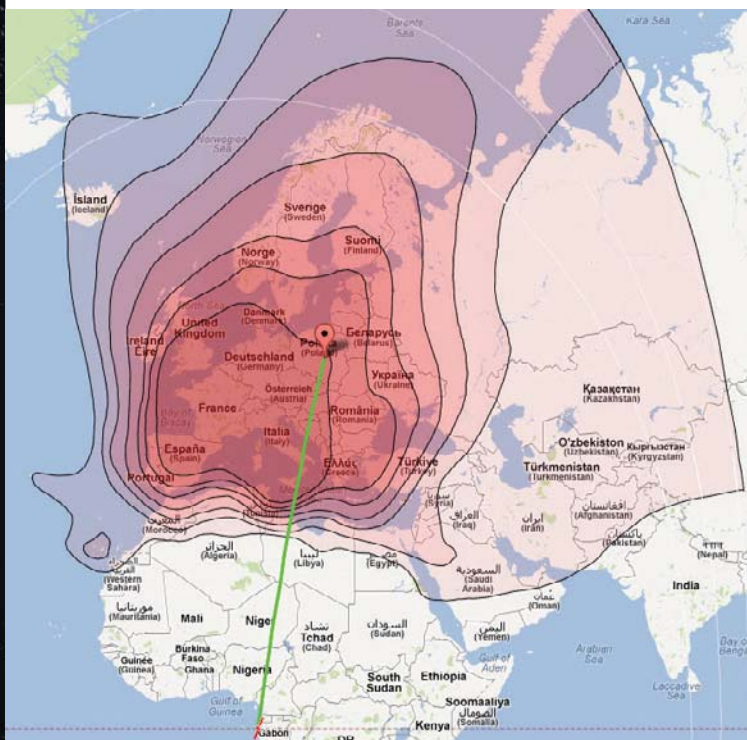 Barents
Sea
Kara Sea
Norwegian
Sea
Ísland
(Iceland)
Sverige
(Sweden)
Suomi
(Finland)
Norge
(Norway)
North Sea
Danmark
(Denmark)
United
Kingdom
Ireland
Éire
Беларусь
(Belarus)
Deutschland
(Germany)
Україна
(Ukraine)
Österreich
(Austria)
Қазақстан
(Kazakhstan)
France
România
(Romania)
Bay of
Biscay
Italia
(Italy)
O'zbekiston
(Uzbekistan)
Кыргызстан
(Kyrgyzstan)
España
(Spain)
Ελλάς
(Greece)
Türkiye
(Turkey)
Türkmenistan
(Turkmenistan)
Portugal
سوريا
(Syria)
العراق
(Iraq)
ایران
(Iran)
افغانستان
(Afghanistan)
پاکستان
(Pakistan)
المغرب
(Morocco)
الجزائر
(Algeria)
ليبيا
(Libya)
مصر
(Egypt)
(Nepal)
السعودية
(Saudi
Arabia)
India
(Western
Sahara)
عُمان
(Oman)
موريتانيا
(Mauritania)
Mali
Niger
تشاد
(Chad)
السودان
(Sudan)
اليمن
(Yemen)
Arabian
Sea
Bay of
Guinée
(Guinea)
Burkina
Faso
Ghana
Nigeria
South
Sudan
Ethiopia
Gulf of
Aden
Laccadive
Sea
Gulf of
Guinea
Soomaaliya
الصومال
(Somalia)
Gabon
Kenya